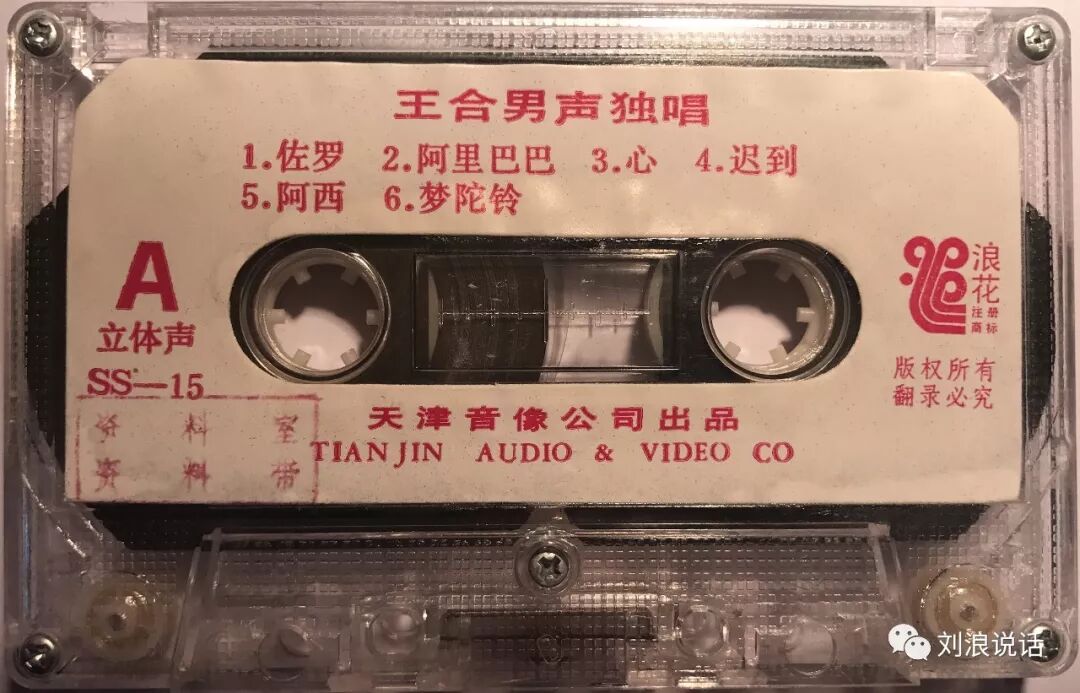 王合男声独唱
1.佐罗 2.阿里巴巴 3.心 4.迟到
5.阿西 6.梦陀铃
A
立体声
SS—15
浪花
注册
商标
版权所有
翻录必究
天津音像公司出品
TIANJIN AUDIO & VIDEO CO
资料室
资料带
刘浪说话